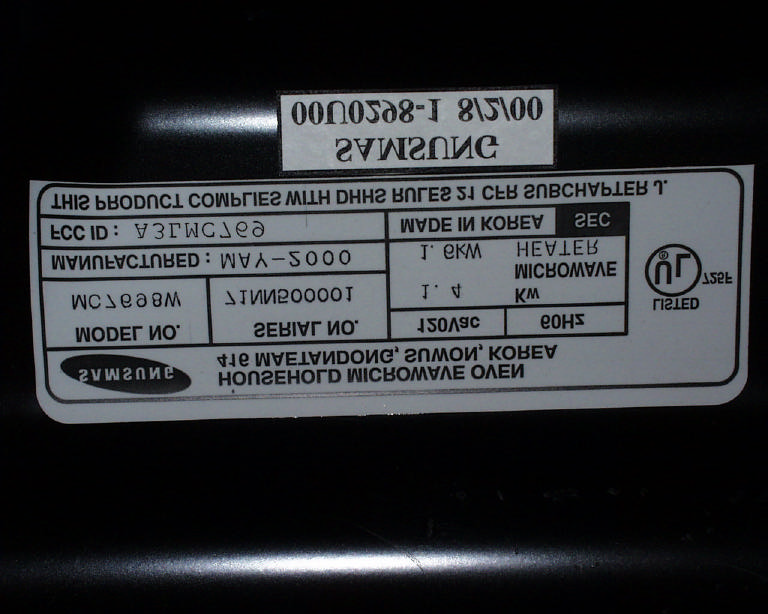 SAMSUNG
HOUSEHOLD MICROWAVE OVEN
416 MAETANDONG, SUWON, KOREA
MODEL NO. SERIAL NO.
MC7698W 71NN500001
120Vac 60Hz
1. 4 Kw MICROWAVE
1. 6KW HEATER
MANUFACTURED : MAY-2000
FCC ID : A3LMC769
MADE IN KOREA SEC
LISTED
UL ® 725F
THIS PRODUCT COMPLIES WITH DHHS RULES 21 CFR SUBCHAPTER J.
SAMSUNG
00U0298-1 8/2/00